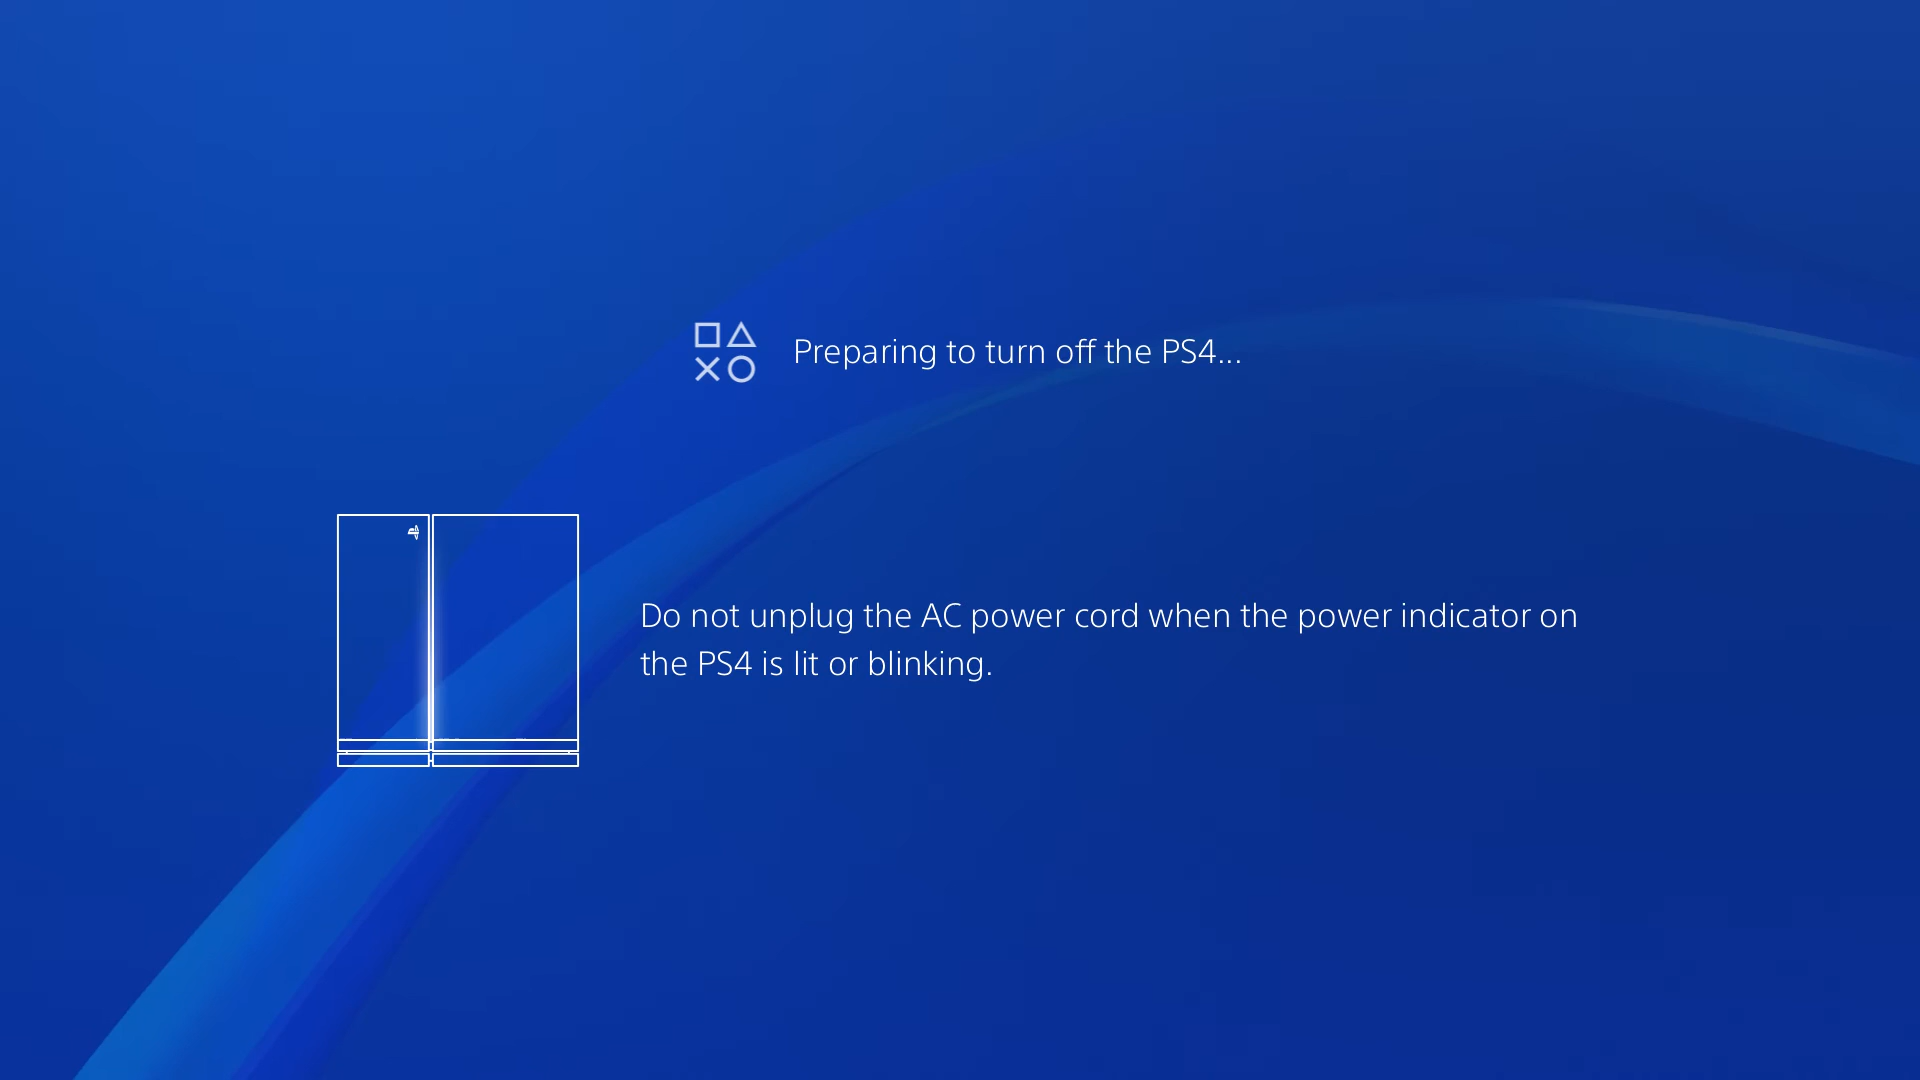 Preparing to turn off the PS4...
Do not unplug the AC power cord when the power indicator on
the PS4 is lit or blinking.